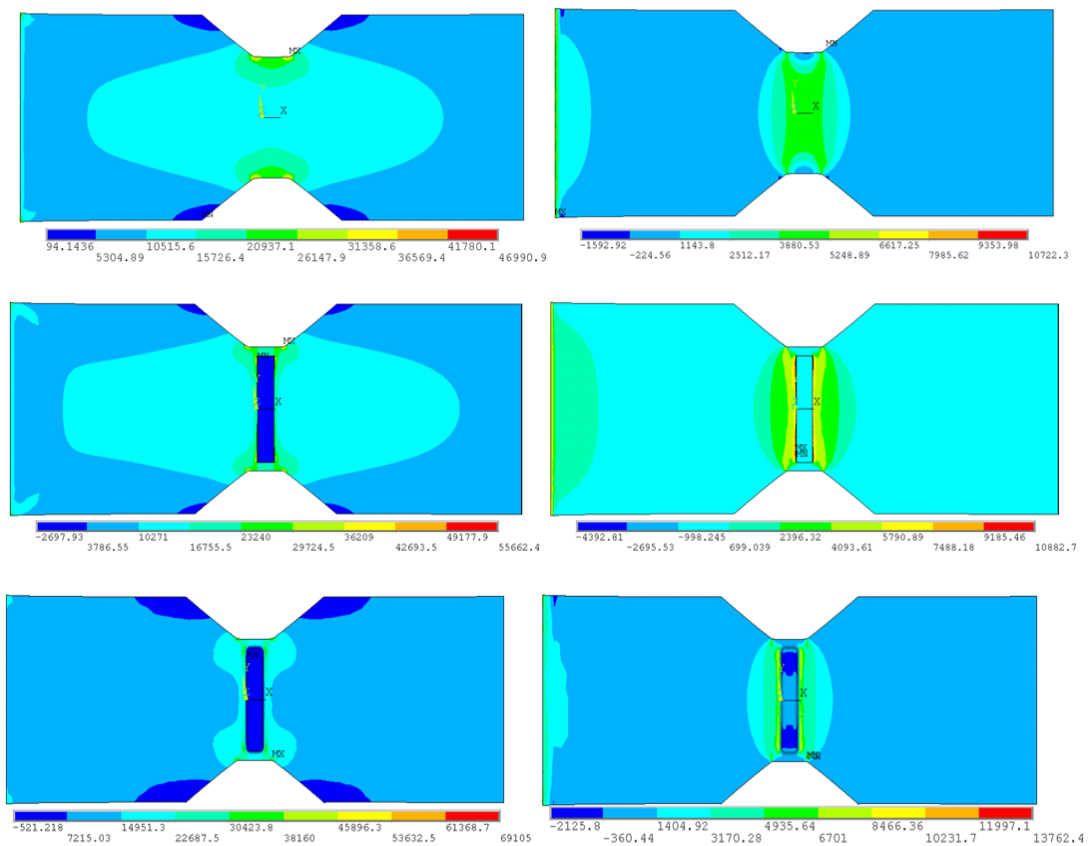 MX
Y
X
MN
94.1436 10515.6 20937.1 31358.6 41780.1
5304.89 15726.4 26147.9 36569.4 46990.9
MN
Y
X
MX
-1592.92 1143.8 3880.53 6617.25 9353.98
-224.56 2512.17 5248.89 7985.62 10722.3
MX
MN
X
-2697.93 10271 23240 36209 49177.9
3786.55 16755.5 29724.5 42693.5 55662.4
X
MX
MN
-4392.81 -998.245 2396.32 5790.89 9185.46
-2695.53 699.039 4093.61 7488.18 10882.7
X
MX
-521.218 14951.3 30423.8 45896.3 61368.7
7215.03 22687.5 38160 53632.5 69105
X
-2125.8 1404.92 4935.64 8466.36 11997.1
-360.44 3170.28 6701 10231.7 13762.4